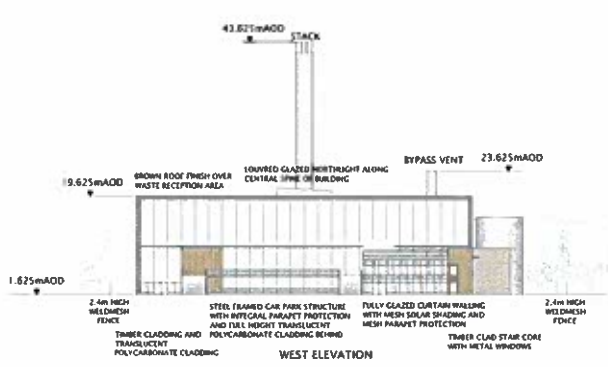 43.625mAOD
STACK
BYPASS VENT
23.625mAOD
BROWN ROOF FINISH OVER
WASTE RECEPTION AREA
LOUVRED GLAZED NORTHLIGHT ALONG
CENTRAL SPINE OF BUILDING
9.625mAOD
1.625mAOD
2.4m HIGH
WELDMESH
FENCE
TIMBER CLADDING AND
TRANSLUCENT
POLYCARBONATE CLADDING
STEEL FRAMED CAR PARK STRUCTURE
WITH INTEGRAL PARAPET PROTECTION
AND FULL HEIGHT TRANSLUCENT
POLYCARBONATE CLADDING BEHIND
FULLY GLAZED CURTAIN WALLING
WITH MESH SOLAR SHADING AND
MESH PARAPET PROTECTION
TIMBER CLAD STAIR CORE
WITH METAL WINDOWS
2.4m HIGH
WELDMESH
FENCE
WEST ELEVATION